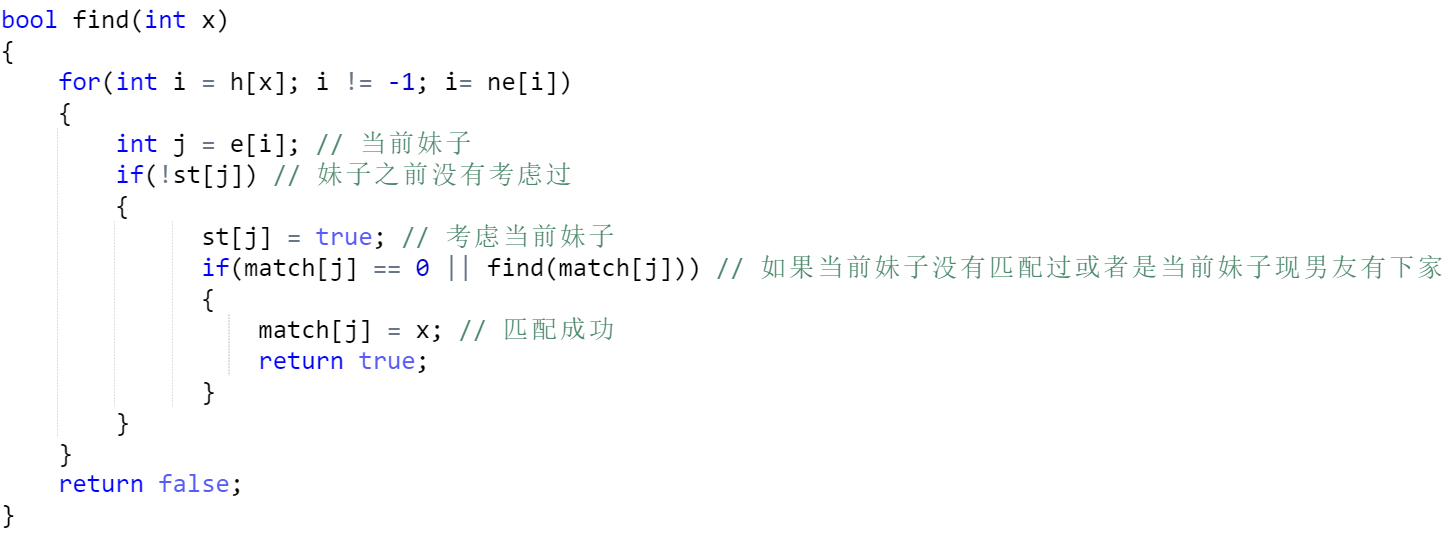 bool find(int x)
{
    for(int i = h[x]; i != -1; i= ne[i])
    {
        int j = e[i]; // 当前妹子
        if(!st[j]) // 妹子之前没有考虑过
        {
              st[j] = true; // 考虑当前妹子
              if(match[j] == 0 || find(match[j])) // 如果当前妹子没有匹配过或者是当前妹子现男友有下家
              {
                  match[j] = x; // 匹配成功
                  return true;
              }
        }
    }
    return false;
}